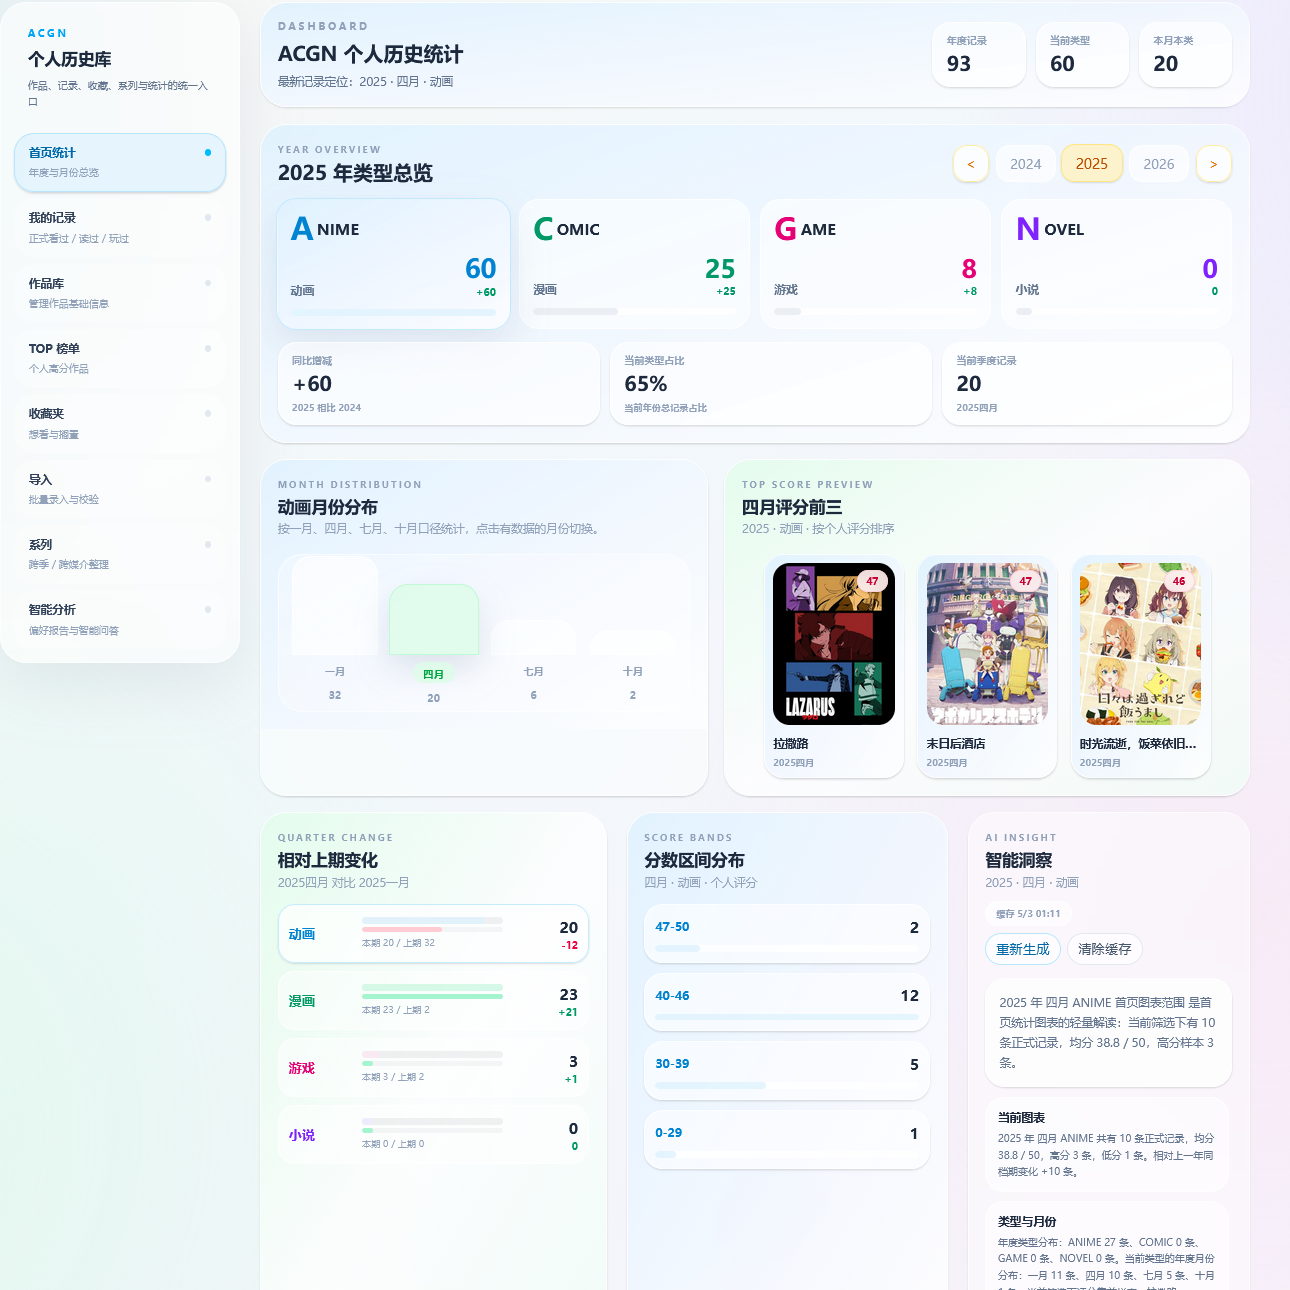 ACGN
个人历史库
作品、记录、收藏、系列与统计的统一入
口
首页统计
年度与月份总览
我的记录
正式看过 / 读过 / 玩过
作品库
管理作品基础信息
TOP 榜单
个人高分作品
收藏夹
想看与搁置
导入
批量录入与校验
系列
跨季 / 跨媒介整理
智能分析
偏好报告与智能问答
DASHBOARD
ACGN 个人历史统计
最新记录定位：2025 · 四月 · 动画
年度记录
93
当前类型
60
本月本类
20
YEAR OVERVIEW
2025 年类型总览
< 2024 2025 2026 >
ANIME
60
动画
+60
COMIC
25
漫画
+25
GAME
8
游戏
+8
NOVEL
0
小说
0
同比增减
+60
2025 相比 2024
当前类型占比
65%
当前年份总记录占比
当前季度记录
20
2025四月
MONTH DISTRIBUTION
动画月份分布
按一月、四月、七月、十月口径统计，点击有数据的月份切换。
一月
32
四月
20
七月
6
十月
2
TOP SCORE PREVIEW
四月评分前三
2025 · 动画 · 按个人评分排序
47
LAZARUS
拉撒路
2025四月
47
末日后酒店
2025四月
46
日々は過ぎれど
飯うまし
时光流逝，饭菜依旧...
2025四月
QUARTER CHANGE
相对上期变化
2025四月 对比 2025一月
动画
本期 20 / 上期 32
20
-12
漫画
本期 23 / 上期 2
23
+21
游戏
本期 3 / 上期 2
3
+1
小说
本期 0 / 上期 0
0
0
SCORE BANDS
分数区间分布
四月 · 动画 · 个人评分
47-50 2
40-46 12
30-39 5
0-29 1
AI INSIGHT
智能洞察
2025 · 四月 · 动画
缓存 5/3 01:11
重新生成 清除缓存
2025 年 四月 ANIME 首页图表范围 是首
页统计图表的轻量解读：当前筛选下有 10
条正式记录，均分 38.8 / 50，高分样本 3
条。
当前图表
2025 年 四月 ANIME 共有 10 条正式记录，均分
38.8 / 50，高分 3 条，低分 1 条。相对上一年同
档期变化 +10 条。
类型与月份
年度类型分布：ANIME 27 条、COMIC 0 条、
GAME 0 条、NOVEL 0 条。当前类型的年度月份
分布：一月 11 条、四月 10 条、七月 5 条、十月